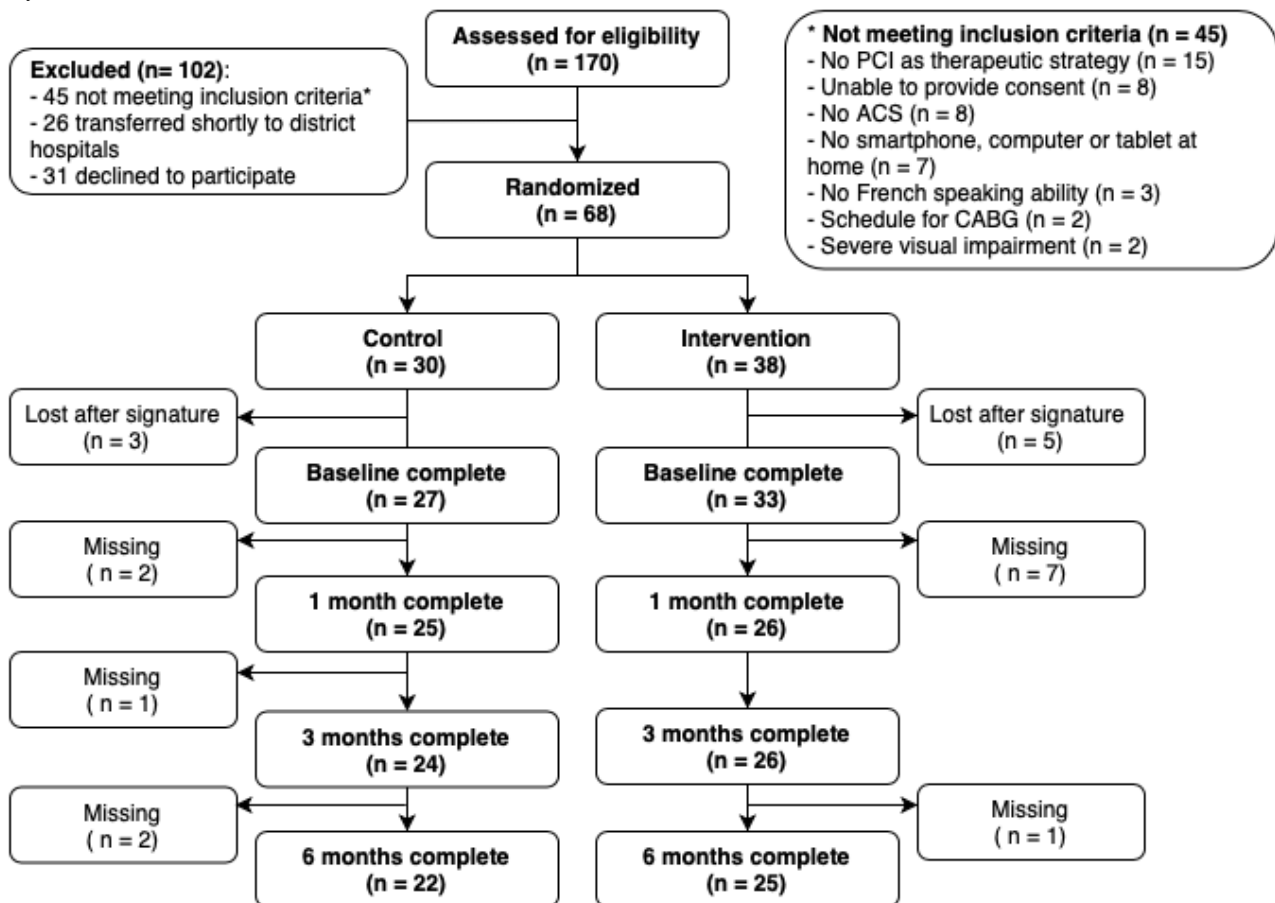 Assessed for eligibility
(n = 170)
Excluded (n= 102):
- 45 not meeting inclusion criteria*
- 26 transferred shortly to district
hospitals
- 31 declined to participate
* Not meeting inclusion criteria (n = 45)
- No PCI as therapeutic strategy (n = 15)
- Unable to provide consent (n = 8)
- No ACS (n = 8)
- No smartphone, computer or tablet at
home (n = 7)
- No French speaking ability (n = 3)
- Schedule for CABG (n = 2)
- Severe visual impairment (n = 2)
Randomized
(n = 68)
Control
(n = 30)
Intervention
(n = 38)
Lost after signature
(n = 3)
Lost after signature
(n = 5)
Baseline complete
(n = 27)
Baseline complete
(n = 33)
Missing
( n = 2)
Missing
( n = 7)
1 month complete
(n = 25)
1 month complete
(n = 26)
Missing
( n = 1)
3 months complete
(n = 24)
3 months complete
(n = 26)
Missing
( n = 2)
Missing
( n = 1)
6 months complete
(n = 22)
6 months complete
(n = 25)